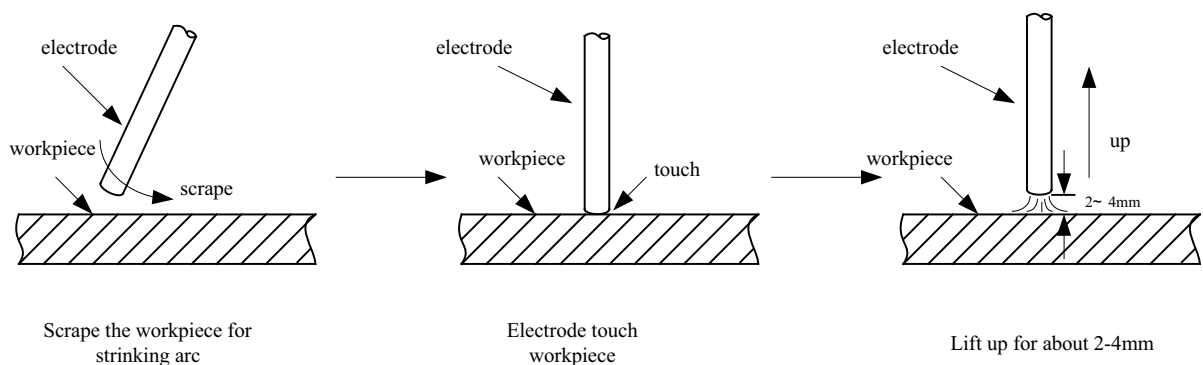 electrode
workpiece
scrape
Scrape the workpiece for
strinking arc
electrode
workpiece
touch
Electrode touch
workpiece
electrode
up
workpiece
2~ 4mm
Lift up for about 2-4mm